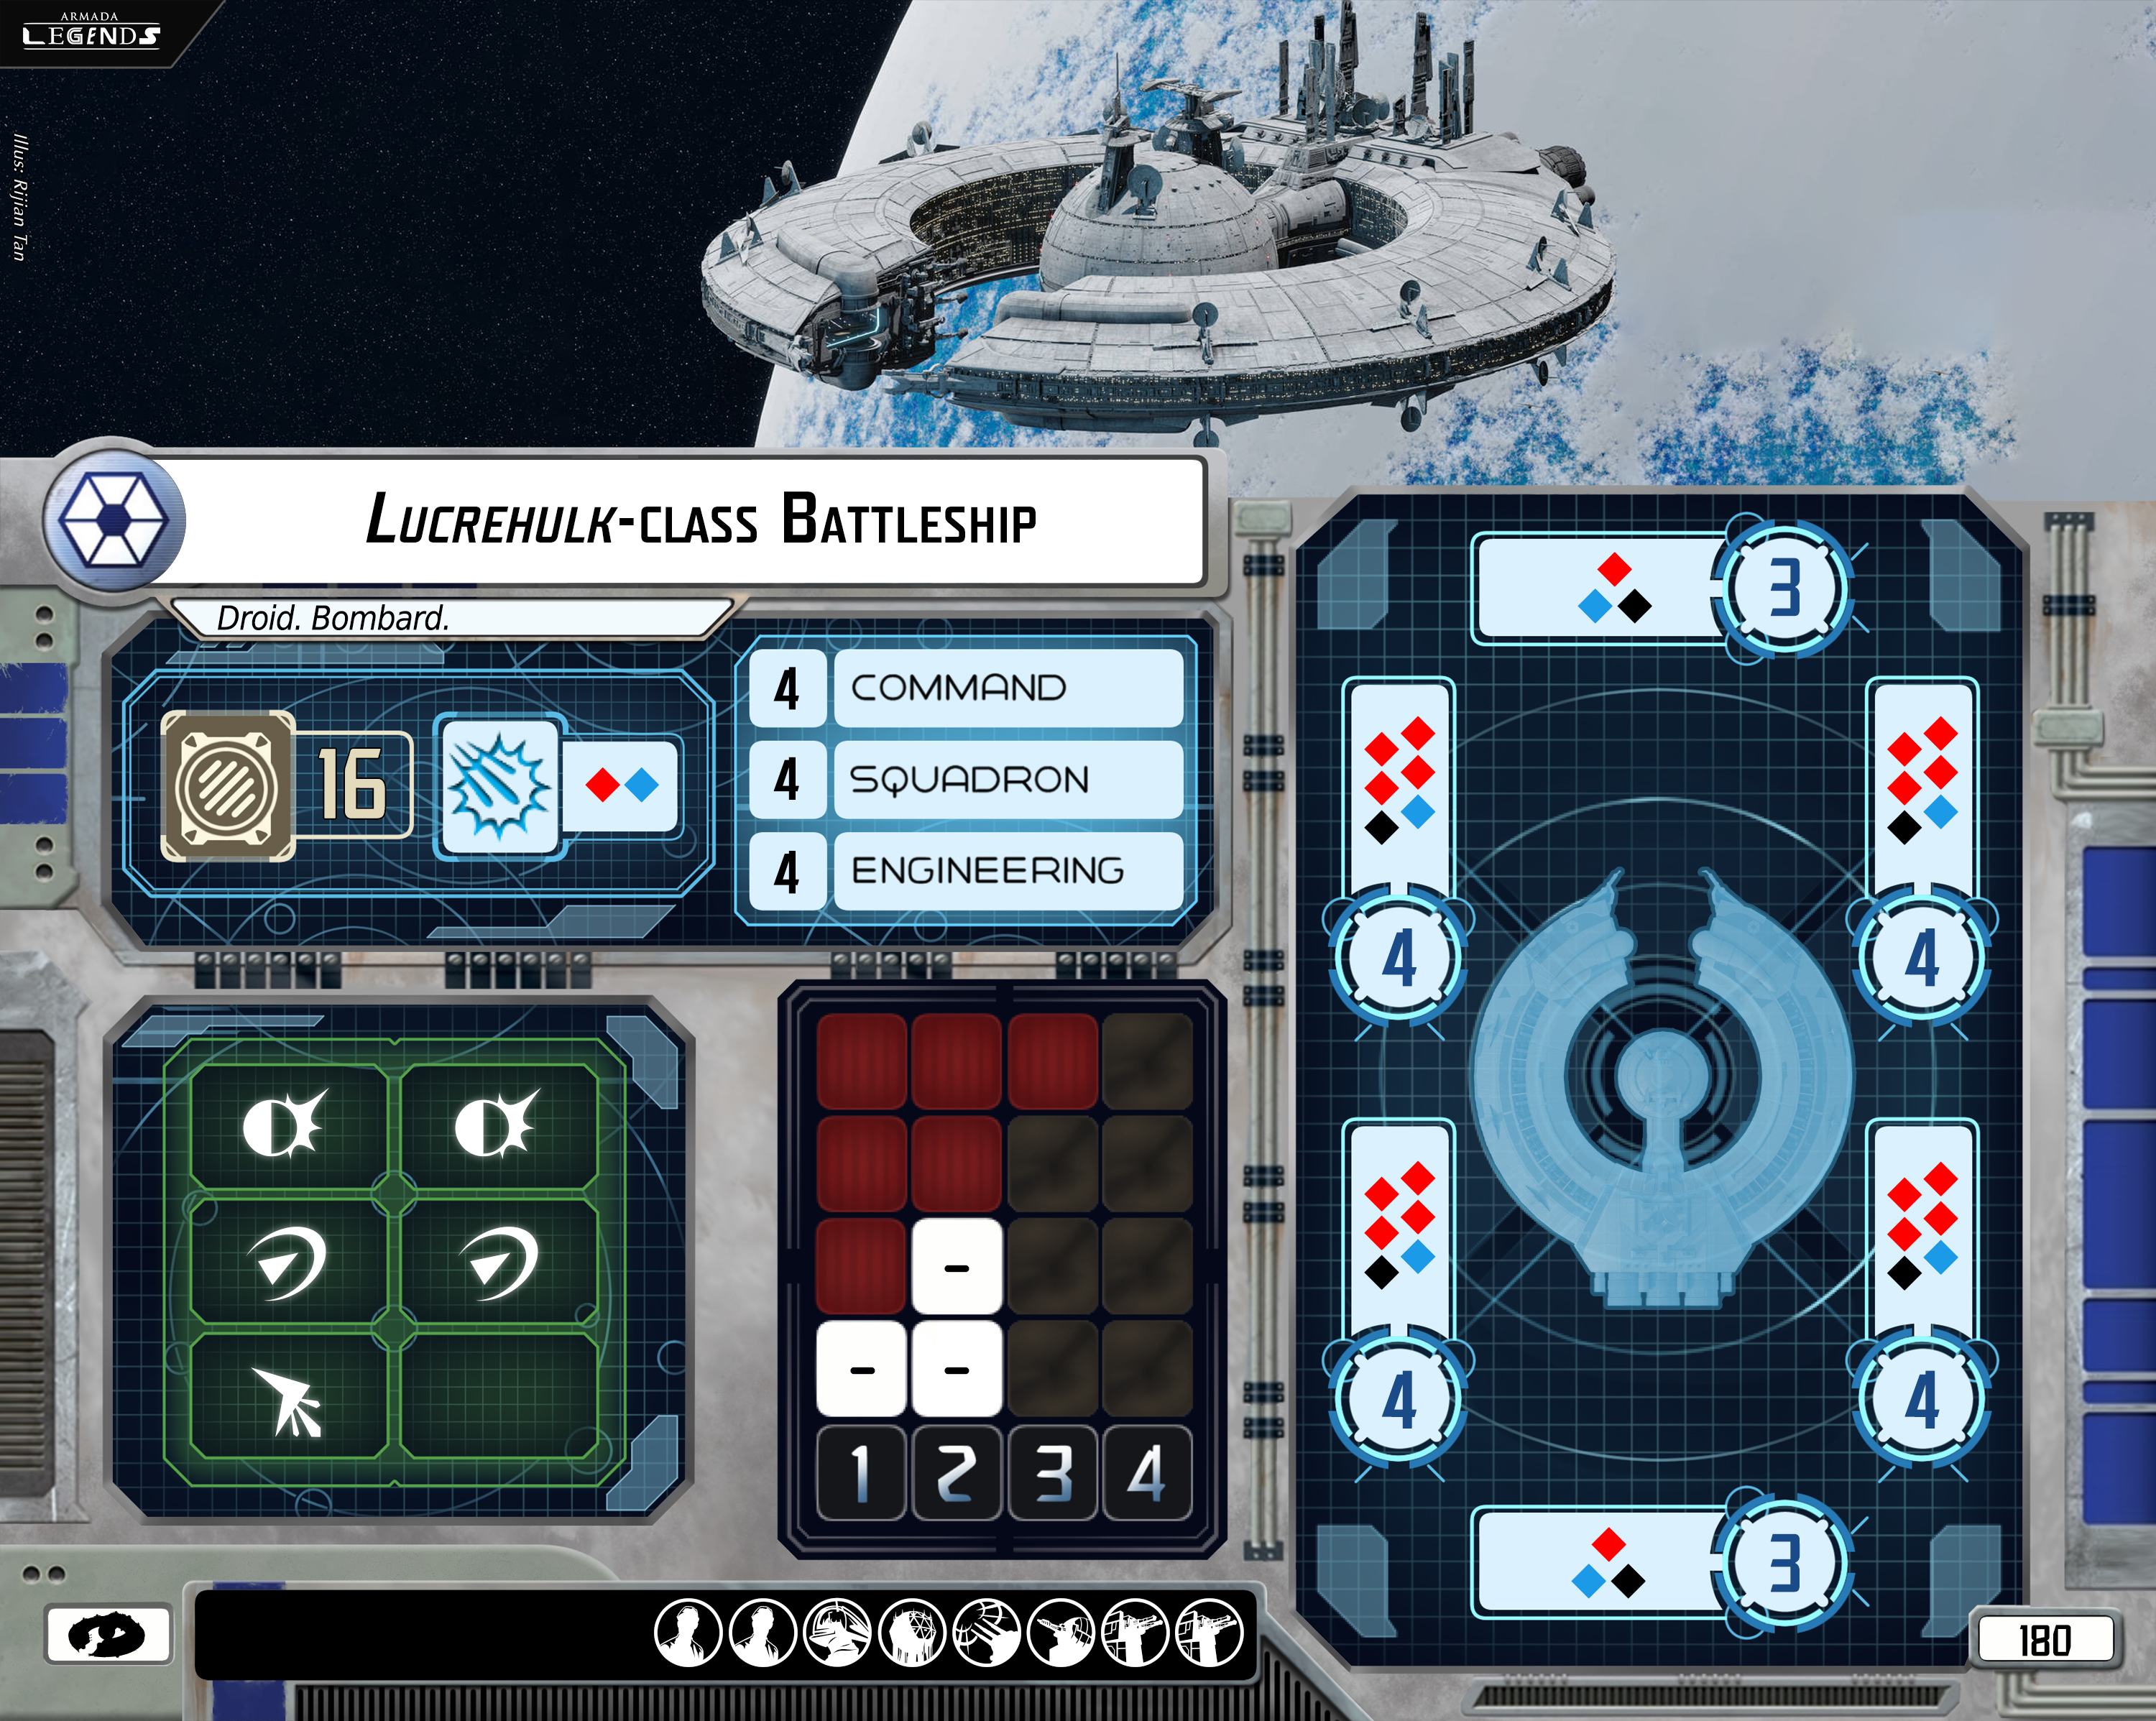 ARMADA
LEGENDS
Illus: Rijian Tan
LUCREHULK-CLASS BATTLESHIP
Droid. Bombard.
16
4 COMMAND
4 SQUADRON
4 ENGINEERING
-
- -
1 2 3 4
3
4 4
4 4
3
180